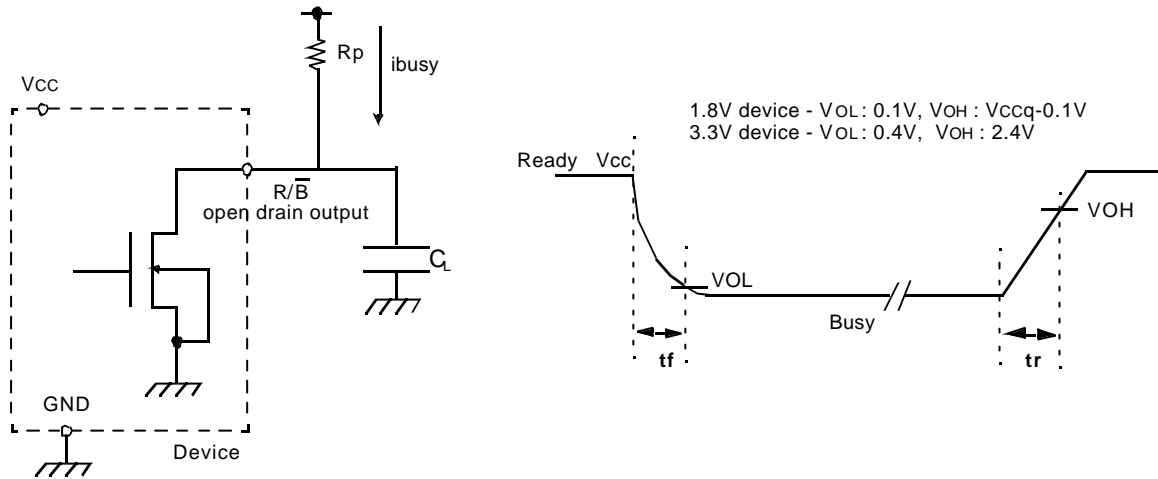 Rp
ibusy
VCC
R/B̅
open drain output
CL
GND
Device
1.8V device - VOL : 0.1V, VOH : VCCq-0.1V
3.3V device - VOL : 0.4V, VOH : 2.4V
Ready Vcc
VOH
VOL
Busy
tf
tr